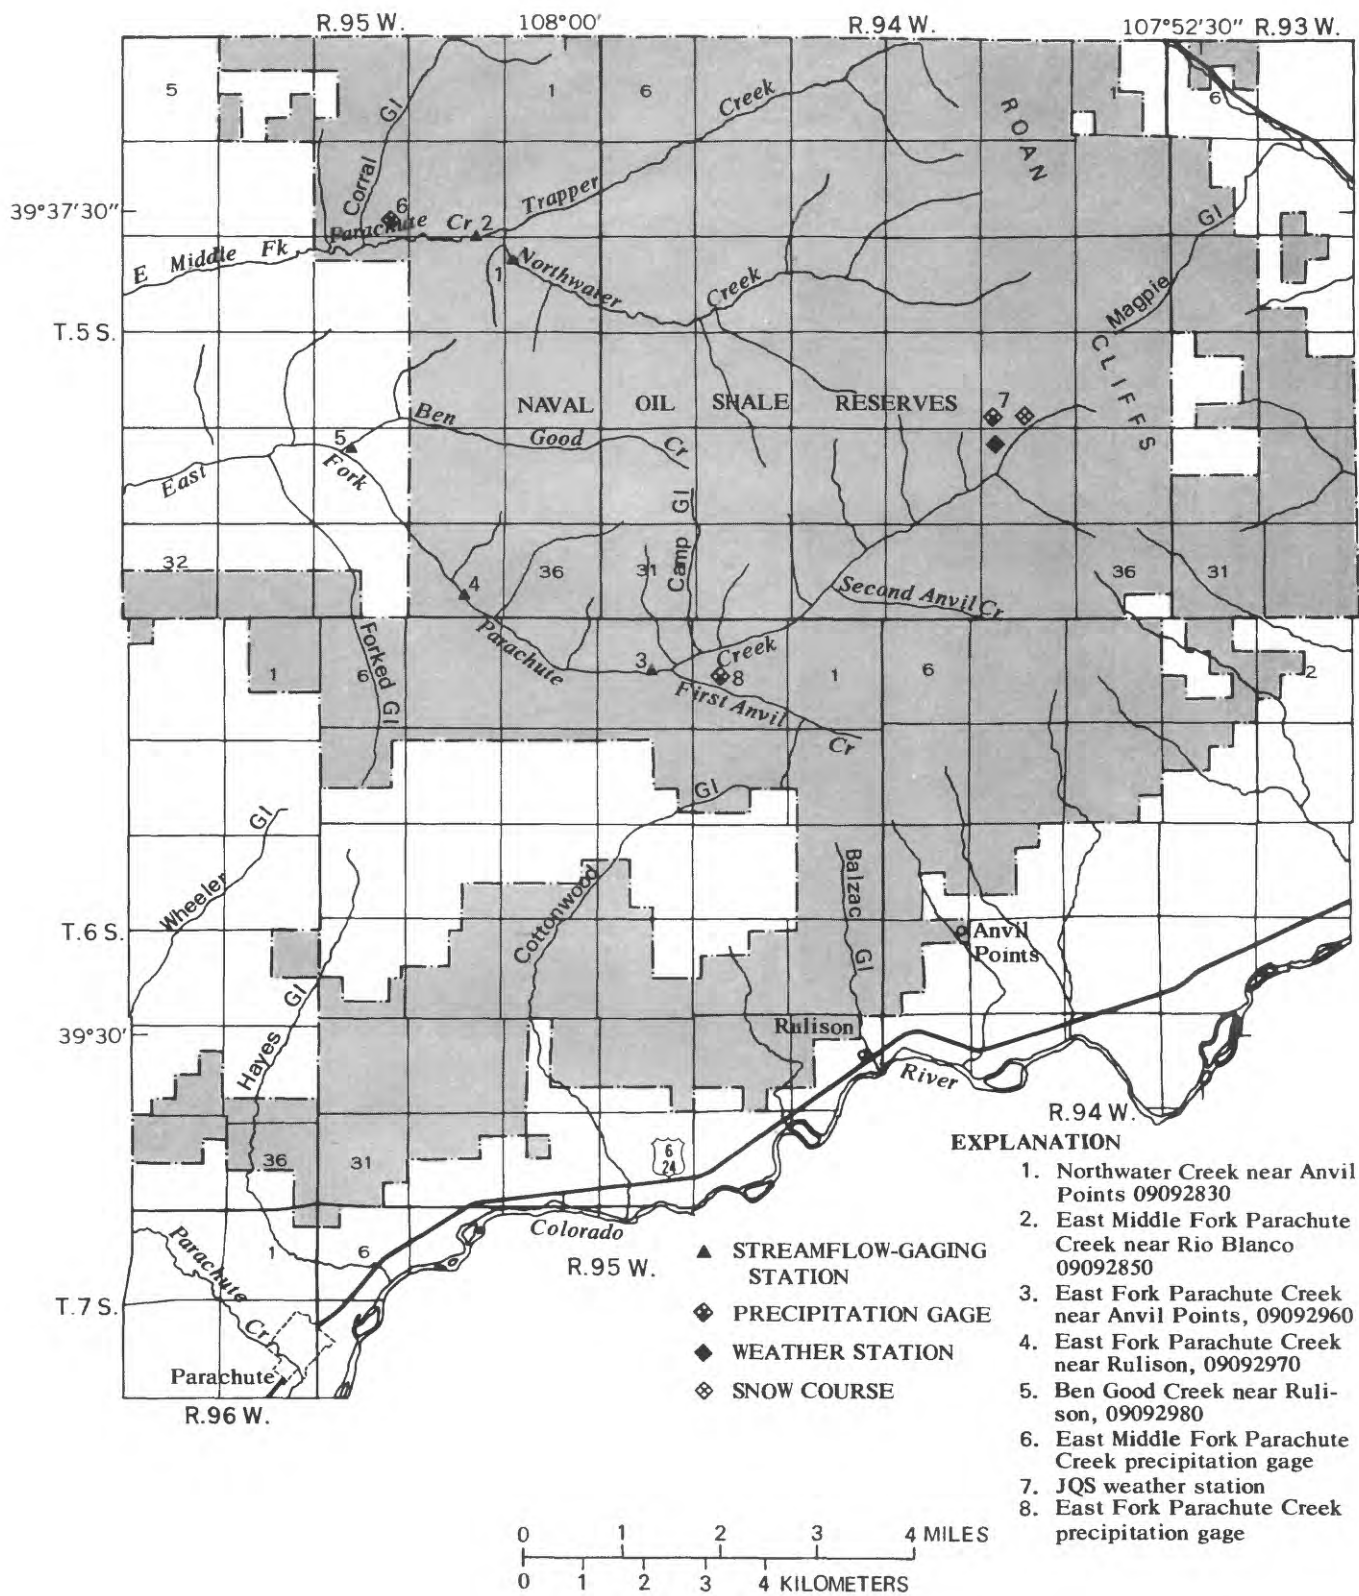 R.95 W.
108°00′
R.94 W.
107°52′30″
R.93 W.
5
1
6
1
6
Corral Gl
Creek
ROAN
Trapper
39°37′30″
6
Parachute Cr
2
E Middle Fk
1
Northwater Creek
Magpie Gl
T.5 S.
CLIFFS
NAVAL OIL SHALE RESERVES
7
Ben Good Cr
5
East Fork
Camp Gl
32
36
31
36
31
4
Second Anvil Cr
Parachute Creek
Forked Gl
1
6
3
8
1
6
2
First Anvil Cr
Gl
Wheeler Gl
Cottonwood
Balzac Gl
T.6 S.
Anvil
Points
Hayes Gl
39°30′
Rulison
River
R.94 W.
36
31
6
24
Parachute Cr
1
6
Colorado
R.95 W.
T.7 S.
Parachute
R.96 W.
▲ STREAMFLOW-GAGING
STATION
PRECIPITATION GAGE
◆ WEATHER STATION
SNOW COURSE
EXPLANATION
1. Northwater Creek near Anvil
Points 09092830
2. East Middle Fork Parachute
Creek near Rio Blanco
09092850
3. East Fork Parachute Creek
near Anvil Points, 09092960
4. East Fork Parachute Creek
near Rulison, 09092970
5. Ben Good Creek near Ruli-
son, 09092980
6. East Middle Fork Parachute
Creek precipitation gage
7. JQS weather station
8. East Fork Parachute Creek
precipitation gage
0 1 2 3 4 MILES
0 1 2 3 4 KILOMETERS